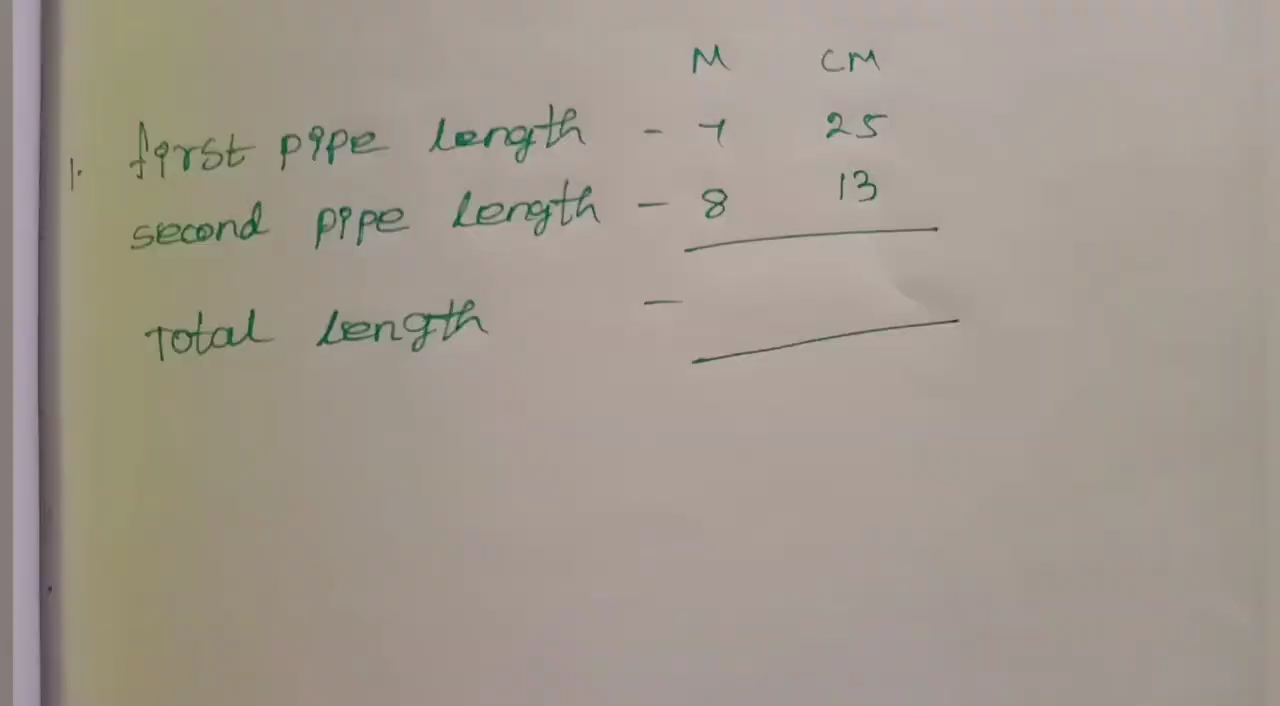 M CM
1. first pipe length - 7 25
second pipe length - 8 13
Total length -